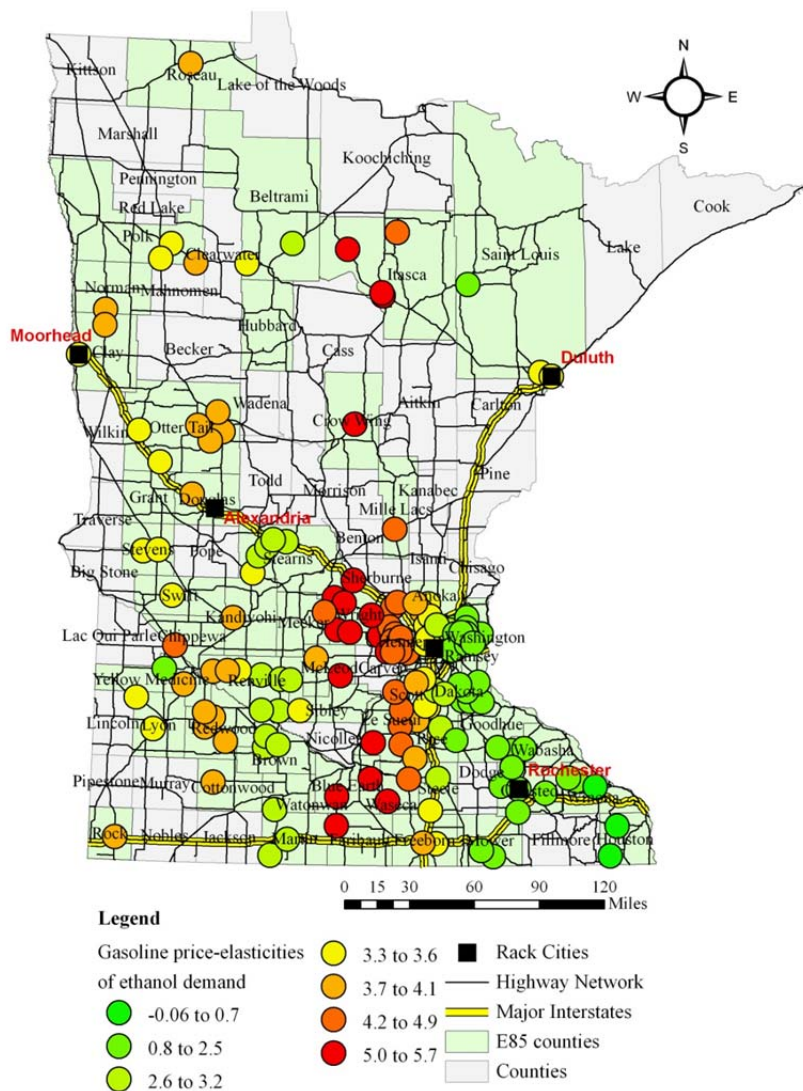 N
W E
S
Kittson
Roseau
Lake of the Woods
Marshall
Koochiching
Pennington
Beltrami
Red Lake
Cook
Polk
Clearwater
Lake
Saint Louis
Itasca
Norman
Mahnomen
Hubbard
Moorhead
Clay
Becker
Cass
Duluth
Wadena
Aitkin
Carlton
Crow Wing
Wilkin
Otter Tail
Pine
Todd
Grant
Douglas
Morrison
Kanabec
Mille Lacs
Traverse
Alexandria
Benton
Stevens
Pope
Stearns
Isanti
Chisago
Big Stone
Sherburne
Swift
Anoka
Kandiyohi
Meeker
Wright
Lac Qui Parle
Chippewa
Washington
Ramsey
McLeod
Carver
Yellow Medicine
Renville
Scott
Dakota
Lincoln
Lyon
Redwood
Sibley
Le Sueur
Nicollet
Rice
Goodhue
Wabasha
Brown
Dodge
Rochester
Pipestone
Murray
Cottonwood
Blue Earth
Steele
Olmsted
Winona
Watonwan
Waseca
Rock
Nobles
Jackson
Martin
Faribault
Freeborn
Mower
Fillmore
Houston
0 15 30 60 90 120
Miles
Legend
Gasoline price-elasticities
of ethanol demand
-0.06 to 0.7
0.8 to 2.5
2.6 to 3.2
3.3 to 3.6
3.7 to 4.1
4.2 to 4.9
5.0 to 5.7
Rack Cities
Highway Network
Major Interstates
E85 counties
Counties